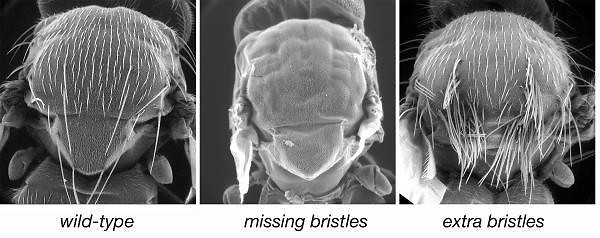 wild-type
missing bristles
extra bristles